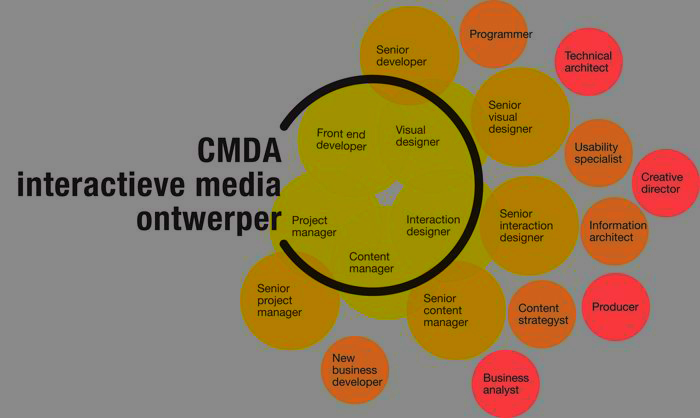 CMDA
interactieve media
ontwerper
Senior
developer
Programmer
Technical
architect
Front end
developer
Visual
designer
Senior
visual
designer
Usability
specialist
Creative
director
Project
manager
Interaction
designer
Senior
interaction
designer
Information
architect
Content
manager
Senior
project
manager
Senior
content
manager
Content
strategyst
Producer
New
business
developer
Business
analyst